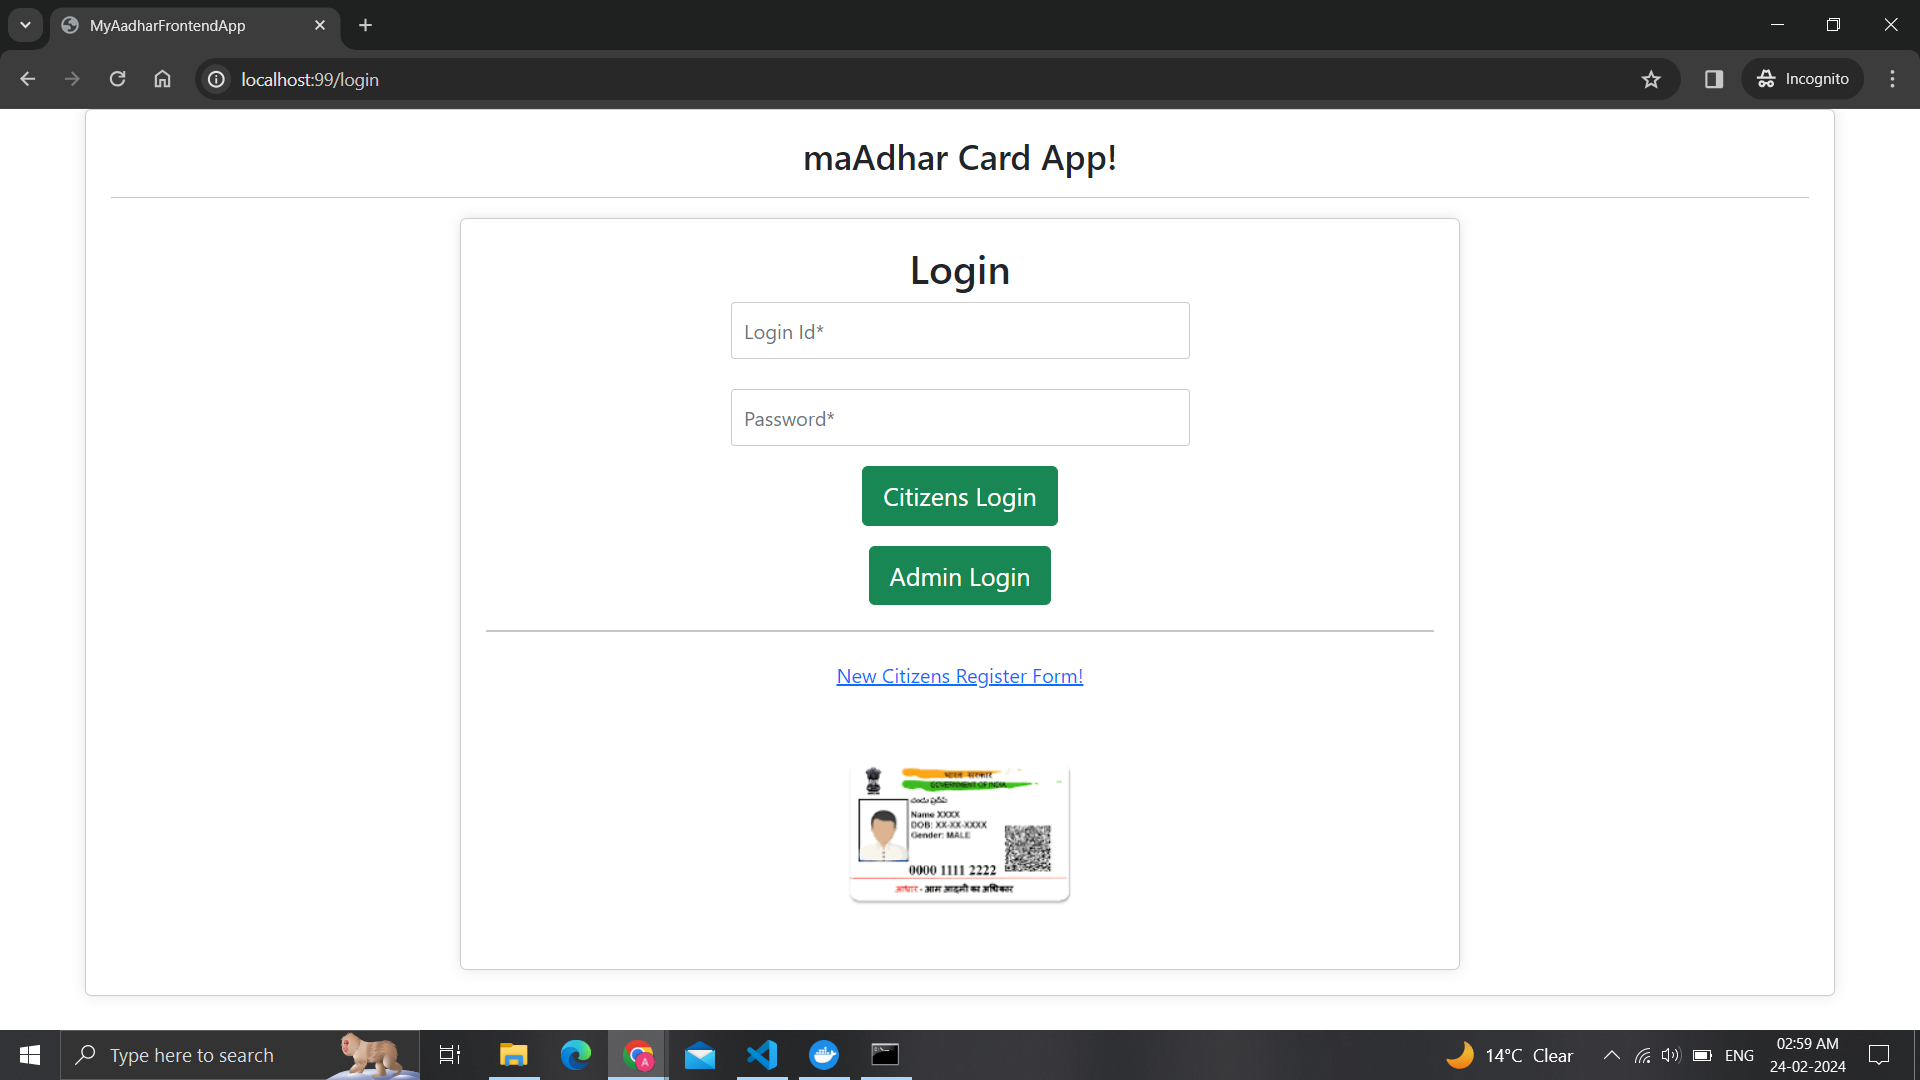 MyAadharFrontendApp
localhost:99/login
Incognito
maAdhar Card App!
Login
Login Id*
Password*
Citizens Login
Admin Login
New Citizens Register Form!
भारत सरकार
GOVERNMENT OF INDIA
Name XXXX
DOB: XX-XX-XXXX
Gender: MALE
0000 1111 2222
आधार - आम आदमी का अधिकार
Type here to search
A
14°C Clear
ENG
02:59 AM
24-02-2024